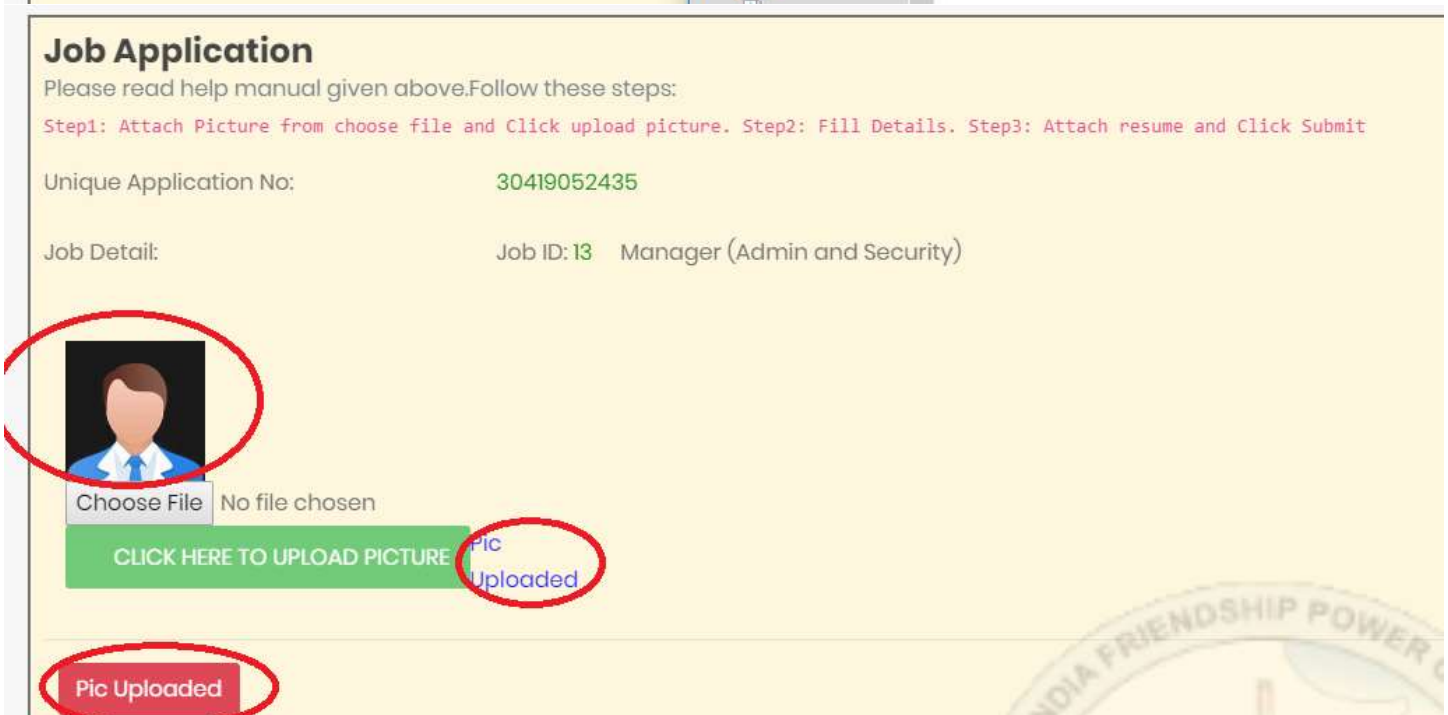 Job Application
Please read help manual given above.Follow these steps:
Step1: Attach Picture from choose file and Click upload picture. Step2: Fill Details. Step3: Attach resume and Click Submit
Unique Application No: 30419052435
Job Detail: Job ID: 13 Manager (Admin and Security)
Choose File No file chosen
CLICK HERE TO UPLOAD PICTURE Pic
Uploaded
Pic Uploaded
FRIENDSHIP POWER